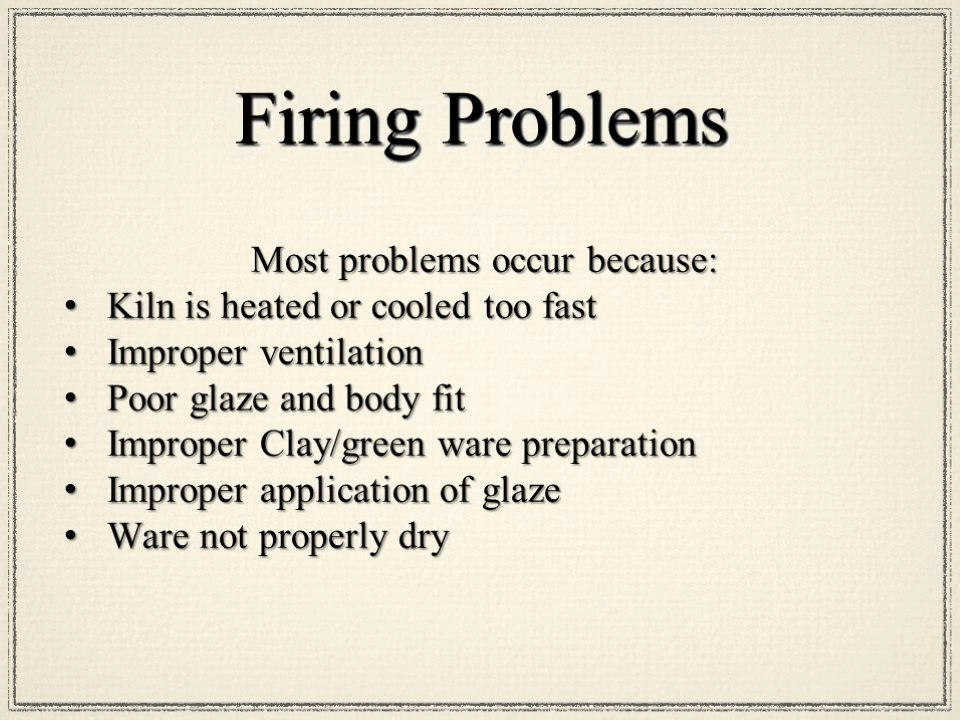 Firing Problems
Most problems occur because:
• Kiln is heated or cooled too fast
• Improper ventilation
• Poor glaze and body fit
• Improper Clay/green ware preparation
• Improper application of glaze
• Ware not properly dry